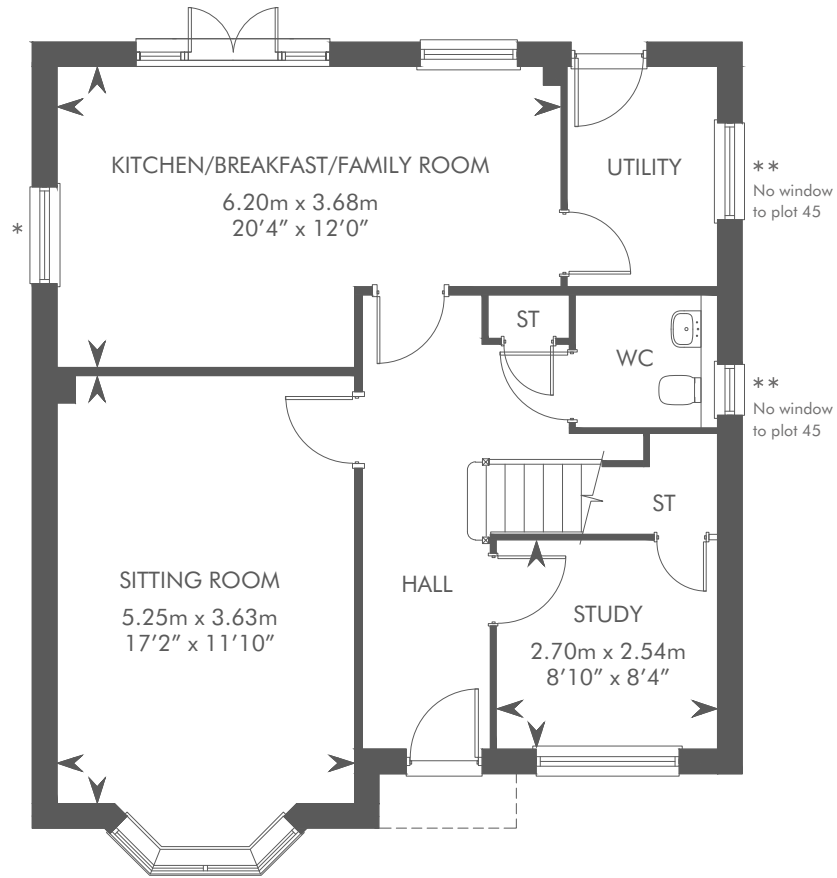 KITCHEN/BREAKFAST/FAMILY ROOM
6.20m x 3.68m
20’4” x 12’0”
UTILITY
**
No window
to plot 45
*
ST
WC
**
No window
to plot 45
ST
SITTING ROOM
5.25m x 3.63m
17’2” x 11’10”
HALL
STUDY
2.70m x 2.54m
8’10” x 8’4”